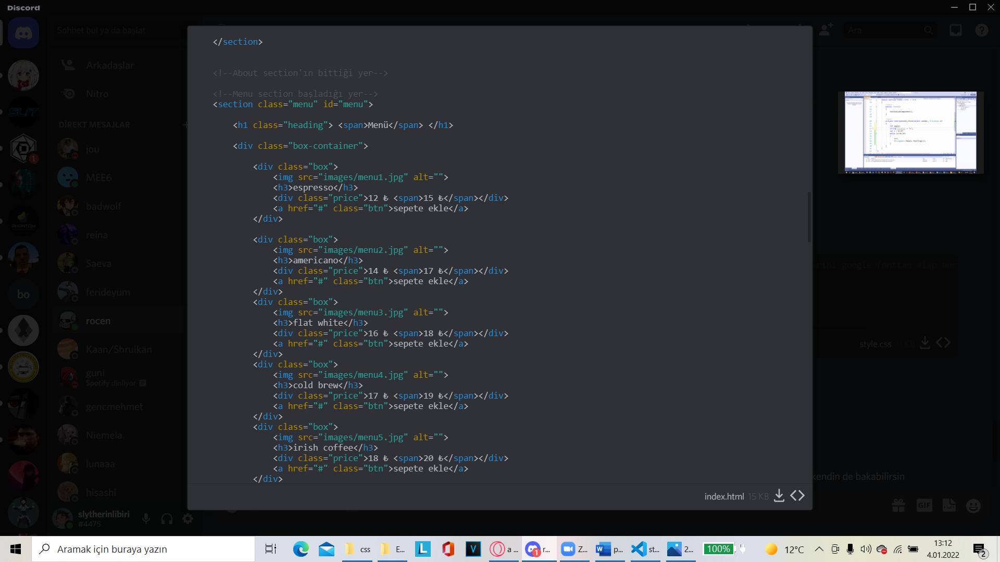 Discord
Sohbet bul ya da başlat
Arkadaşlar
Nitro
DİREKT MESAJLAR
jou
MEE6
badwolf
reina
Saeva
ferideyum
rocen
Kaan/Shruikan
guni
Spotify dinliyor
gencmehmet
Niemela
lunaaa
hisashi
slytherinlibiri
#4475
SLIT
1
PHANTOM
bo
</section>
<!--About section'ın bittiği yer-->
<!--Menu section başladığı yer-->
<section class="menu" id="menu">
<h1 class="heading"> <span>Menü</span> </h1>
<div class="box-container">
<div class="box">
<img src="images/menu1.jpg" alt="">
<h3>espresso</h3>
<div class="price">12 ₺ <span>15 ₺</span></div>
<a href="#" class="btn">sepete ekle</a>
</div>
<div class="box">
<img src="images/menu2.jpg" alt="">
<h3>americano</h3>
<div class="price">14 ₺ <span>17 ₺</span></div>
<a href="#" class="btn">sepete ekle</a>
</div>
<div class="box">
<img src="images/menu3.jpg" alt="">
<h3>flat white</h3>
<div class="price">16 ₺ <span>18 ₺</span></div>
<a href="#" class="btn">sepete ekle</a>
</div>
<div class="box">
<img src="images/menu4.jpg" alt="">
<h3>cold brew</h3>
<div class="price">17 ₺ <span>19 ₺</span></div>
<a href="#" class="btn">sepete ekle</a>
</div>
<div class="box">
<img src="images/menu5.jpg" alt="">
<h3>irish coffee</h3>
<div class="price">18 ₺ <span>20 ₺</span></div>
<a href="#" class="btn">sepete ekle</a>
</div>
index.html 15 KB
Ara
google fonttan alıp
style.css
kendin de bakabilirsin
GIF
Aramak için buraya yazın
css
E...
L
V
a ...
1
r...
Z...
p...
st...
2...
100%
12°C
13:12
4.01.2022
2